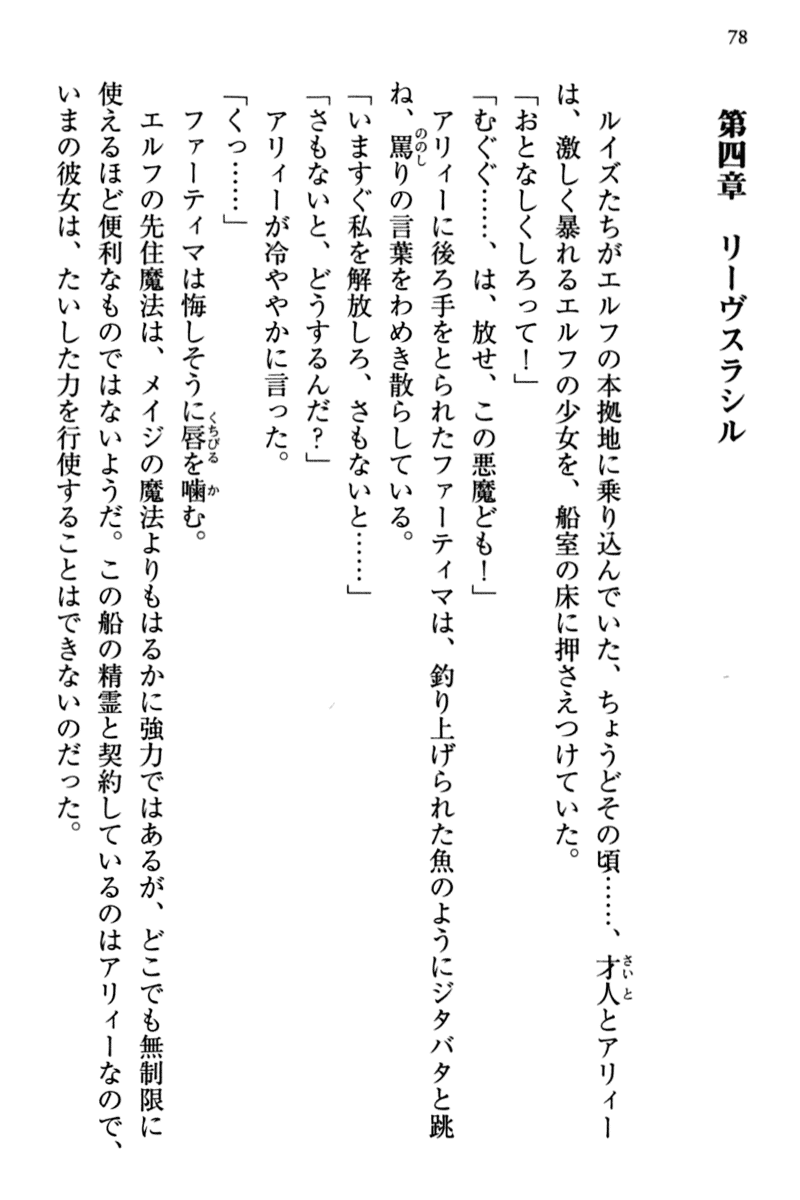 78
第四章　リーヴスラシル
　ルイズたちがエルフの本拠地に乗り込んでいた、ちょうどその頃……、才人とアリィー
は、激しく暴れるエルフの少女を、船室の床に押さえつけていた。
「おとなしくしろって！」
「むぐぐ……、は、放せ、この悪魔ども！」
　アリィーに後ろ手をとられたファーティマは、釣り上げられた魚のようにジタバタと跳
ね、罵りの言葉をわめき散らしている。
「いますぐ私を解放しろ、さもないと……」
「さもないと、どうするんだ？」
　アリィーが冷ややかに言った。
「くっ……」
　ファーティマは悔しそうに唇を噛む。
　エルフの先住魔法は、メイジの魔法よりもはるかに強力ではあるが、どこでも無制限に
使えるほど便利なものではないようだ。この船の精霊と契約しているのはアリィーなので、
いまの彼女は、たいした力を行使することはできないのだった。